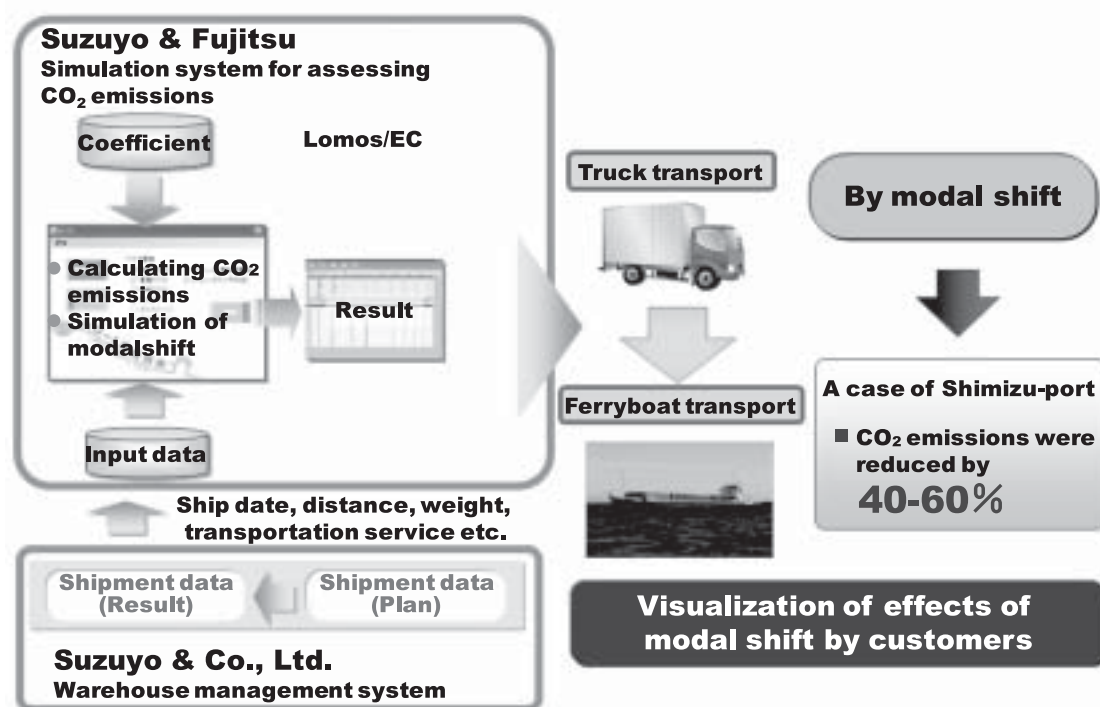 Suzuyo & Fujitsu
Simulation system for assessing
CO₂ emissions
Coefficient
Lomos/EC
• Calculating CO₂
emissions
• Simulation of
modalshift
Result
Input data
Ship date, distance, weight,
transportation service etc.
Shipment data
(Result)
Shipment data
(Plan)
Suzuyo & Co., Ltd.
Warehouse management system
Truck transport
Ferryboat transport
By modal shift
A case of Shimizu-port
■ CO₂ emissions were
reduced by
40-60%
Visualization of effects of
modal shift by customers